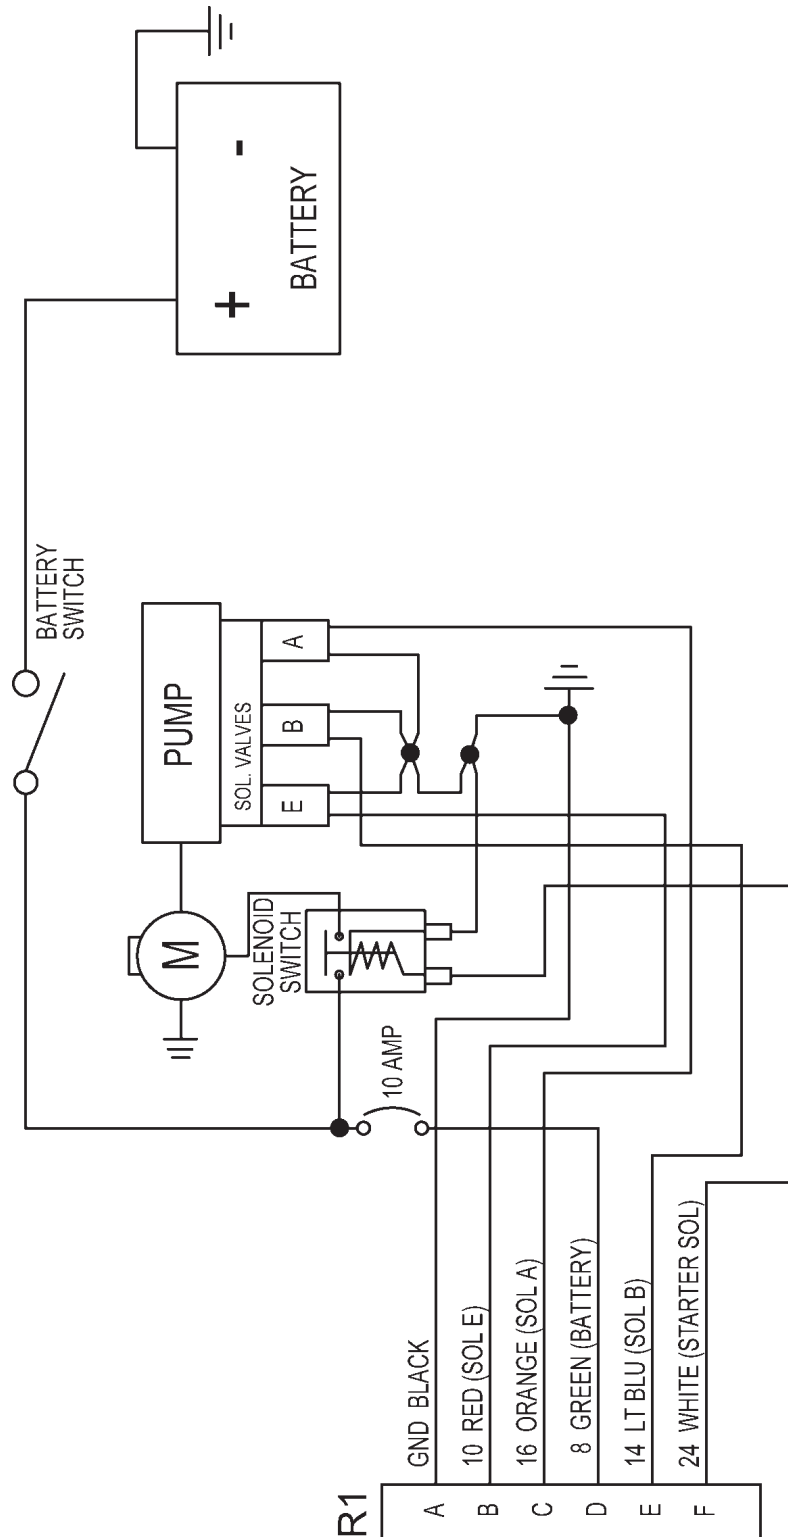 -
+
BATTERY
BATTERY
SWITCH
PUMP
SOL. VALVES
E
B
A
M
SOLENOID
SWITCH
10 AMP
R1
A
GND BLACK
B
10 RED (SOL E)
C
16 ORANGE (SOL A)
D
8 GREEN (BATTERY)
E
14 LT BLU (SOL B)
F
24 WHITE (STARTER SOL)